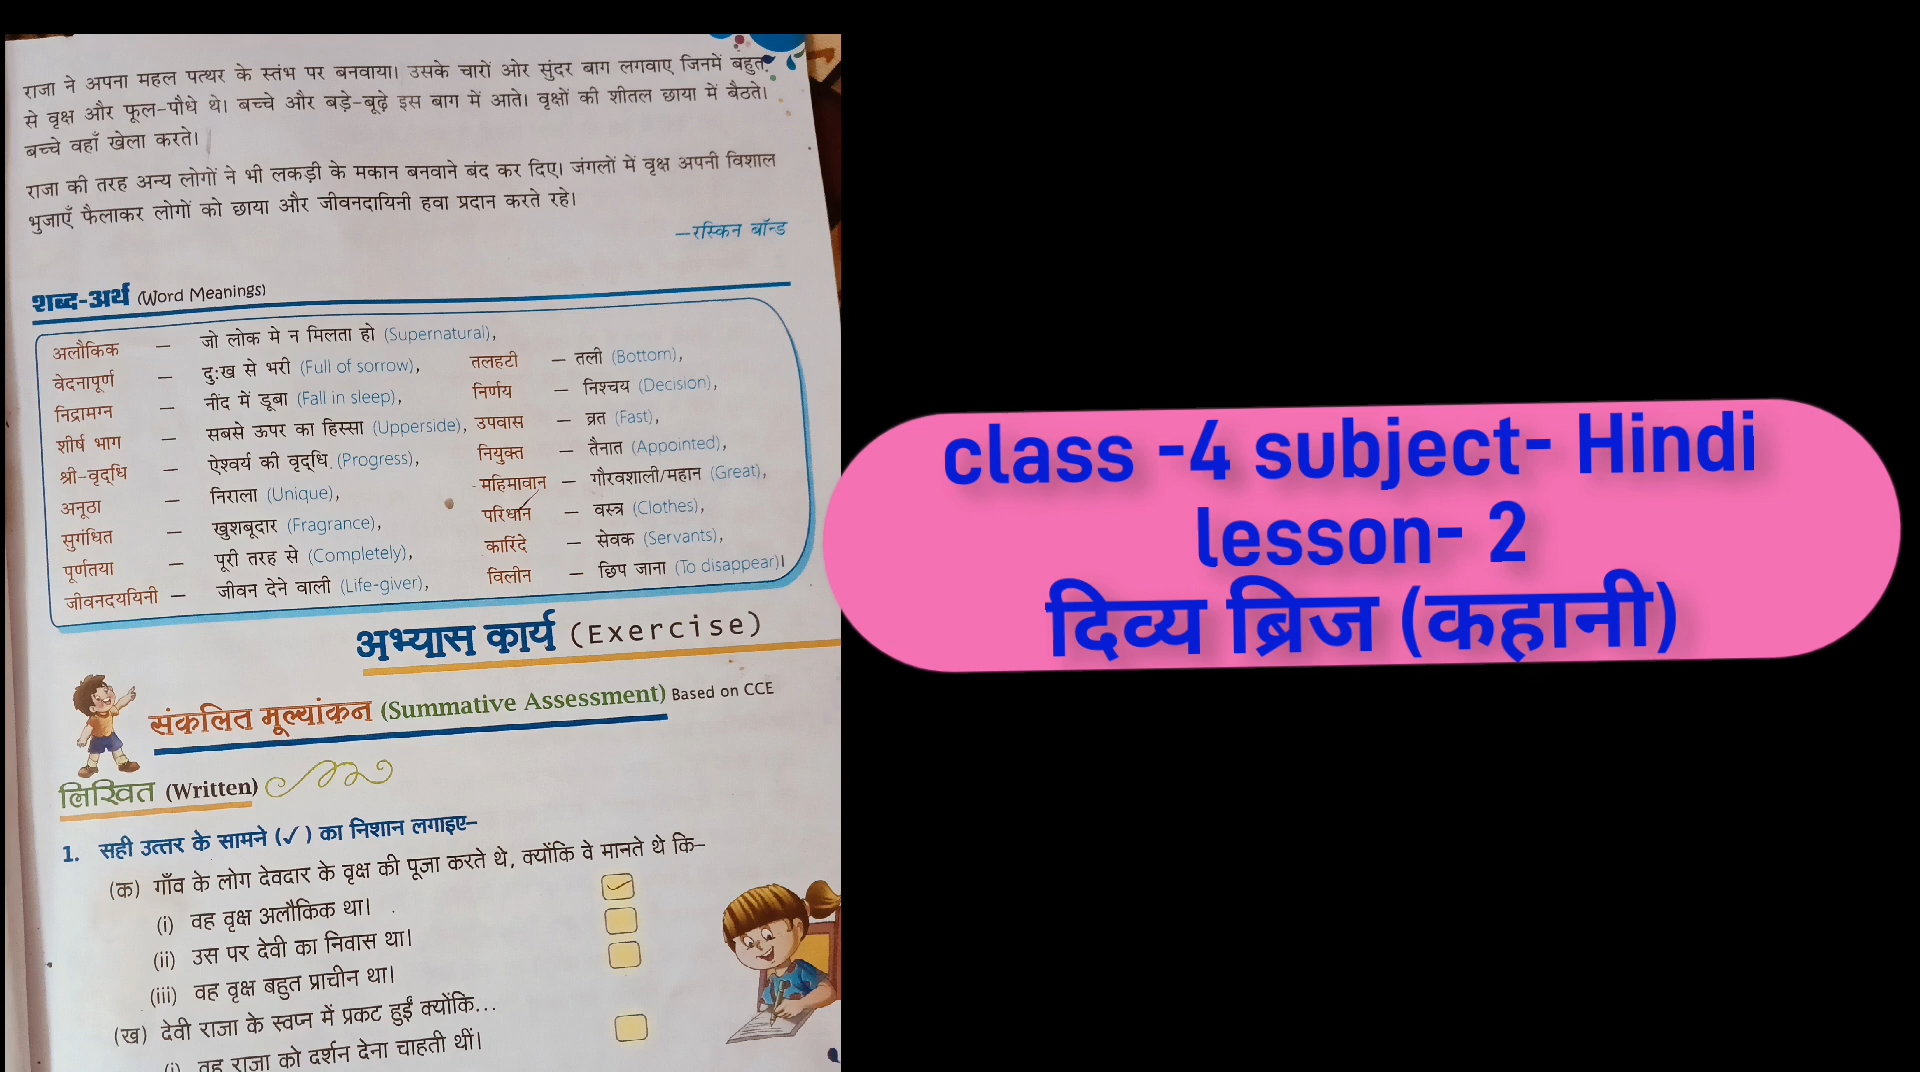 राजा ने अपना महल पत्थर के स्तंभ पर बनवाया। उसके चारों ओर सुंदर बाग लगवाए जिनमें बहुत
से वृक्ष और फूल-पौधे थे। बच्चे और बड़े-बूढ़े इस बाग में आते। वृक्षों की शीतल छाया में बैठते।
बच्चे वहाँ खेला करते।
राजा की तरह अन्य लोगों ने भी लकड़ी के मकान बनवाने बंद कर दिए। जंगलों में वृक्ष अपनी विशाल
भुजाएँ फैलाकर लोगों को छाया और जीवनदायिनी हवा प्रदान करते रहे।
—रस्किन बॉन्ड
शब्द-अर्थ (Word Meanings)
अलौकिक — जो लोक मे न मिलता हो (Supernatural),
वेदनापूर्ण — दुःख से भरी (Full of sorrow), तलहटी — तली (Bottom),
निद्रामग्न — नींद में डूबा (Fall in sleep), निर्णय — निश्चय (Decision),
शीर्ष भाग — सबसे ऊपर का हिस्सा (Upperside), उपवास — व्रत (Fast),
श्री-वृद्धि — ऐश्वर्य की वृद्धि (Progress), नियुक्त — तैनात (Appointed),
अनूठा — निराला (Unique), महिमावान — गौरवशाली/महान (Great),
सुगंधित — खुशबूदार (Fragrance), परिधान — वस्त्र (Clothes),
पूर्णतया — पूरी तरह से (Completely), कारिंदे — सेवक (Servants),
जीवनदययिनी — जीवन देने वाली (Life-giver), विलीन — छिप जाना (To disappear)।
अभ्यास कार्य (Exercise)
संकलित मूल्यांकन (Summative Assessment) Based on CCE
लिखित (Written)
1. सही उत्तर के सामने (✓) का निशान लगाइए—
(क) गाँव के लोग देवदार के वृक्ष की पूजा करते थे, क्योंकि वे मानते थे कि—
(i) वह वृक्ष अलौकिक था।
(ii) उस पर देवी का निवास था।
(iii) वह वृक्ष बहुत प्राचीन था।
(ख) देवी राजा के स्वप्न में प्रकट हुईं क्योंकि...
(i) वह राजा को दर्शन देना चाहती थीं।
class -4 subject- Hindi
lesson- 2
दिव्य ब्रिज (कहानी)